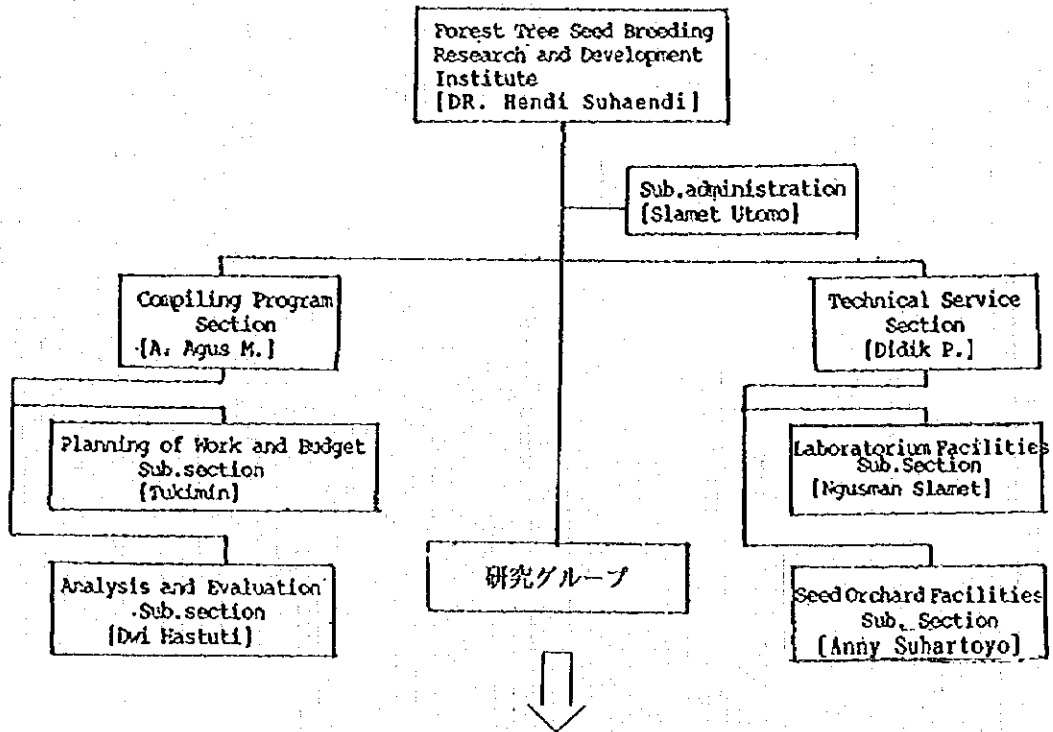 Forest Tree Seed Breeding
Research and Development
Institute
[DR. Hendi Suhaendi]
Sub.administration
[Slamet Utomo]
Compiling Program
Section
[A. Agus M.]
Technical Service
Section
[Didik P.]
Planning of Work and Budget
Sub.section
[Tukimin]
Laboratorium Facilities
Sub.Section
[Ngusman Slamet]
研究グループ
Analysis and Evaluation
Sub.section
[Dwi Hastuti]
Seed Orchard Facilities
Sub. Section
[Anny Suhartoyo]